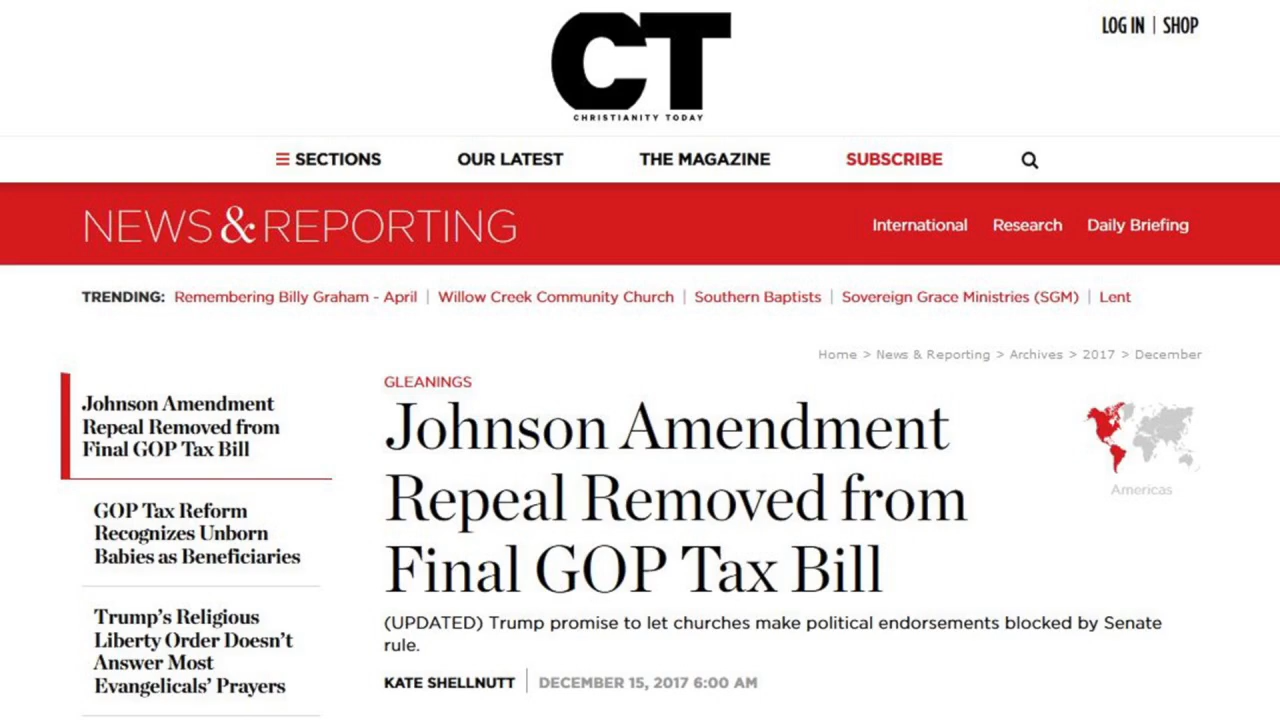 CT
CHRISTIANITY TODAY
LOG IN | SHOP
SECTIONS
OUR LATEST
THE MAGAZINE
SUBSCRIBE
NEWS & REPORTING
International
Research
Daily Briefing
TRENDING: Remembering Billy Graham - April | Willow Creek Community Church | Southern Baptists | Sovereign Grace Ministries (SGM) | Lent
Home > News & Reporting > Archives > 2017 > December
Johnson Amendment
Repeal Removed from
Final GOP Tax Bill
GOP Tax Reform
Recognizes Unborn
Babies as Beneficiaries
Trump's Religious
Liberty Order Doesn't
Answer Most
Evangelicals' Prayers
GLEANINGS
Johnson Amendment
Repeal Removed from
Final GOP Tax Bill
(UPDATED) Trump promise to let churches make political endorsements blocked by Senate
rule.
KATE SHELLNUTT | DECEMBER 15, 2017 6:00 AM
Americas